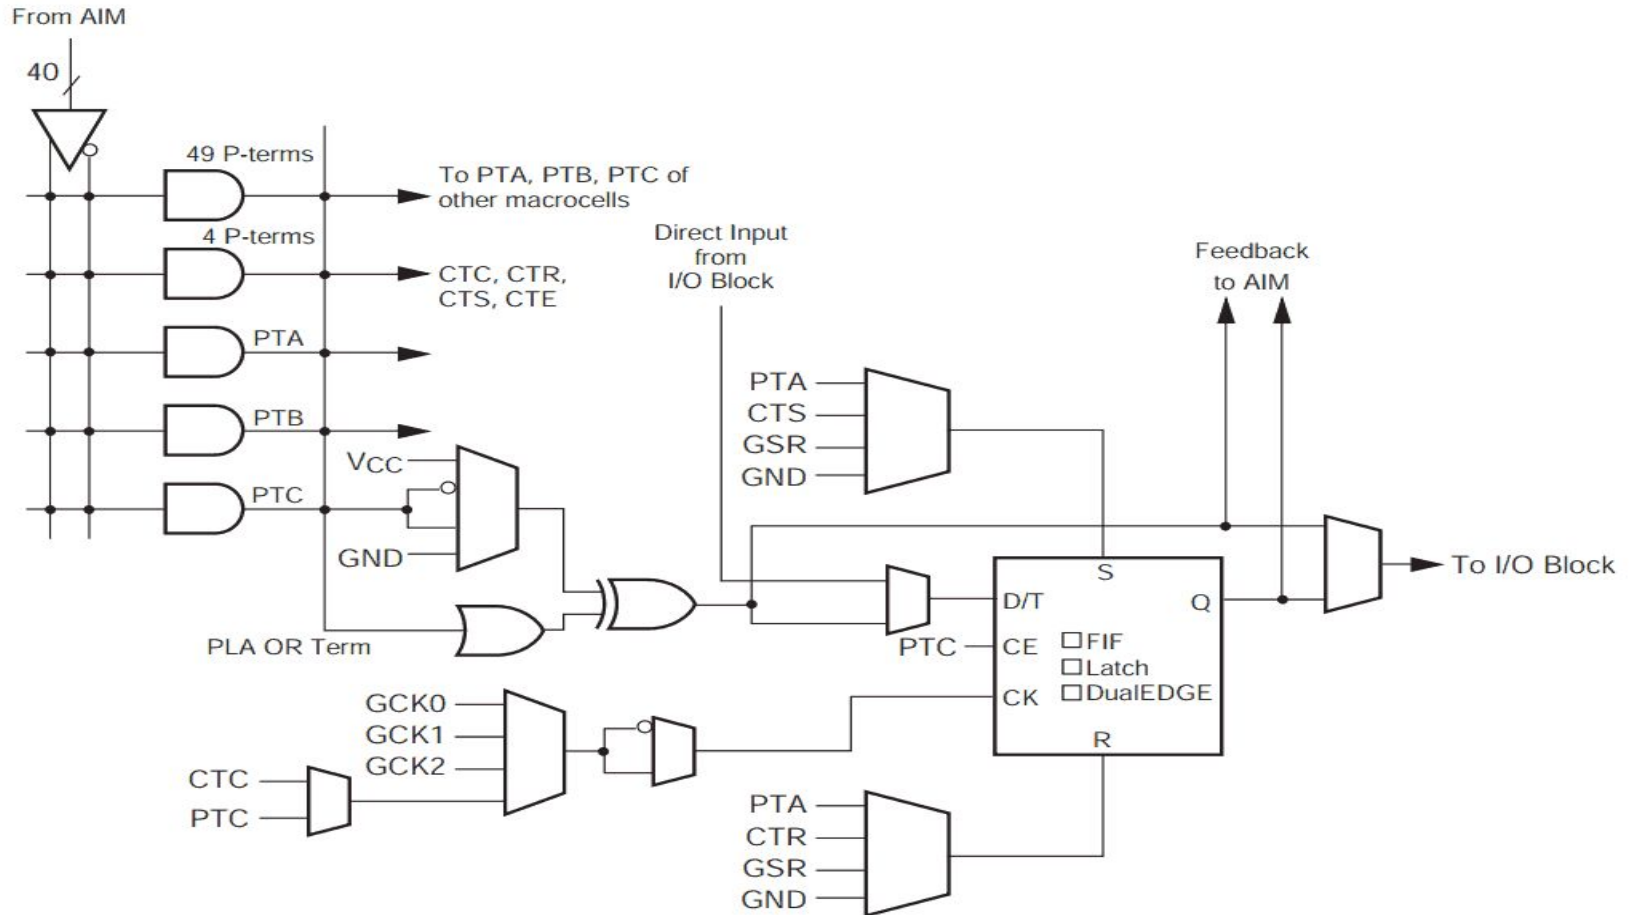 From AIM
40
49 P-terms
To PTA, PTB, PTC of
other macrocells
4 P-terms
CTC, CTR,
CTS, CTE
Direct Input
from
I/O Block
Feedback
to AIM
PTA
PTB
PTC
VCC
GND
PLA OR Term
PTA
CTS
GSR
GND
S
D/T
Q
PTC
CE
FIF
Latch
DualEDGE
CK
R
To I/O Block
GCK0
GCK1
GCK2
CTC
PTC
PTA
CTR
GSR
GND